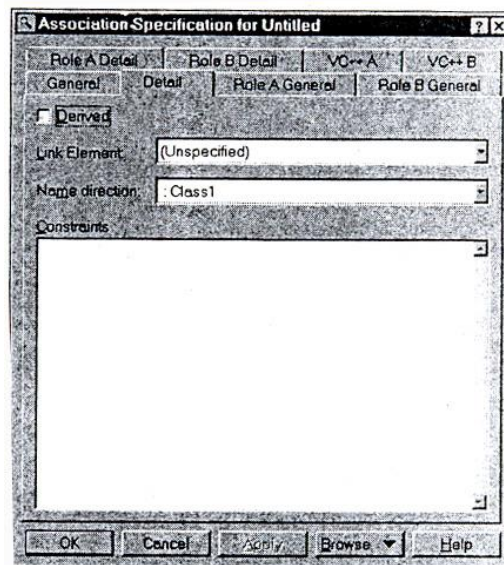 Association Specification for Untitled
Role A Detail Role B Detail VC++ A VC++ B
General Detail Role A General Role B General
Derived
Link Element: (Unspecified)
Name direction: : Class1
Constraints
OK Cancel Apply Browse Help